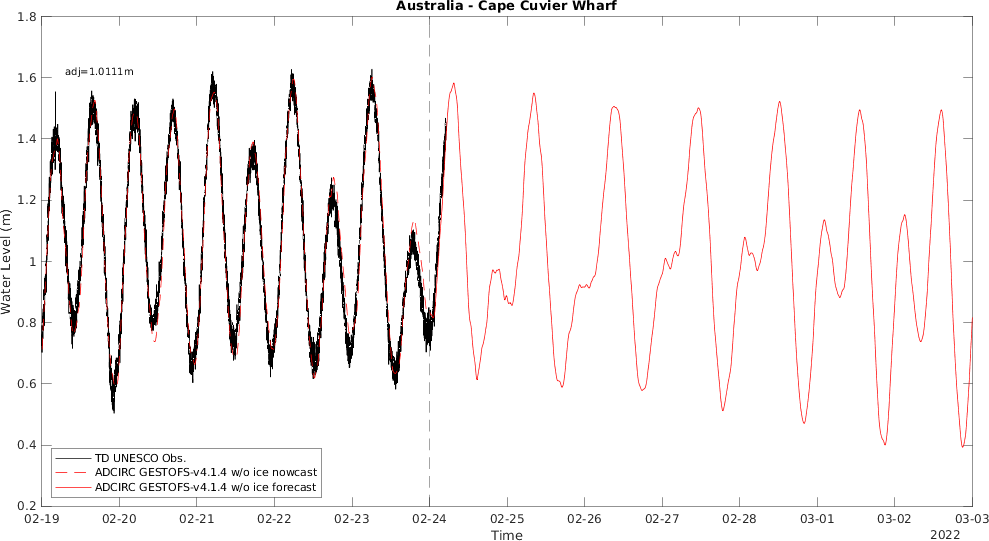 Australia - Cape Cuvier Wharf
1.8
1.6
1.4
1.2
1
0.8
0.6
0.4
0.2
Water Level (m)
adj=1.0111m
TD UNESCO Obs.
ADCIRC GESTOFS-v4.1.4 w/o ice nowcast
ADCIRC GESTOFS-v4.1.4 w/o ice forecast
02-19 02-20 02-21 02-22 02-23 02-24 02-25 02-26 02-27 02-28 03-01 03-02 03-03
Time
2022